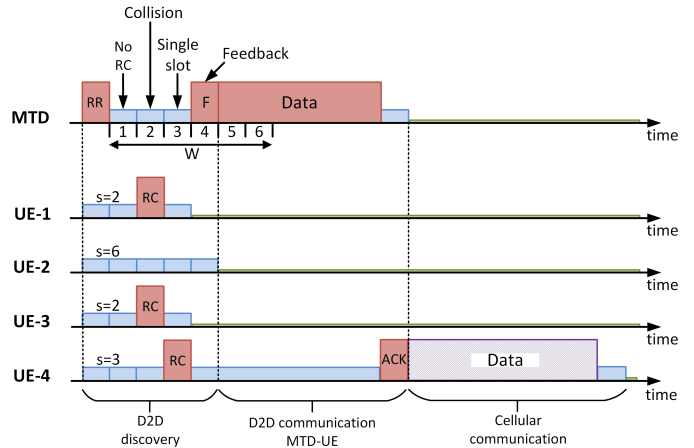 Collision
No
RC
Single
slot
Feedback
RR
F
Data
MTD
1 2 3 4 5 6
time
W
s=2
RC
UE-1
time
s=6
UE-2
time
s=2
RC
UE-3
time
s=3
RC
ACK
Data
UE-4
time
D2D
discovery
D2D communication
MTD-UE
Cellular
communication